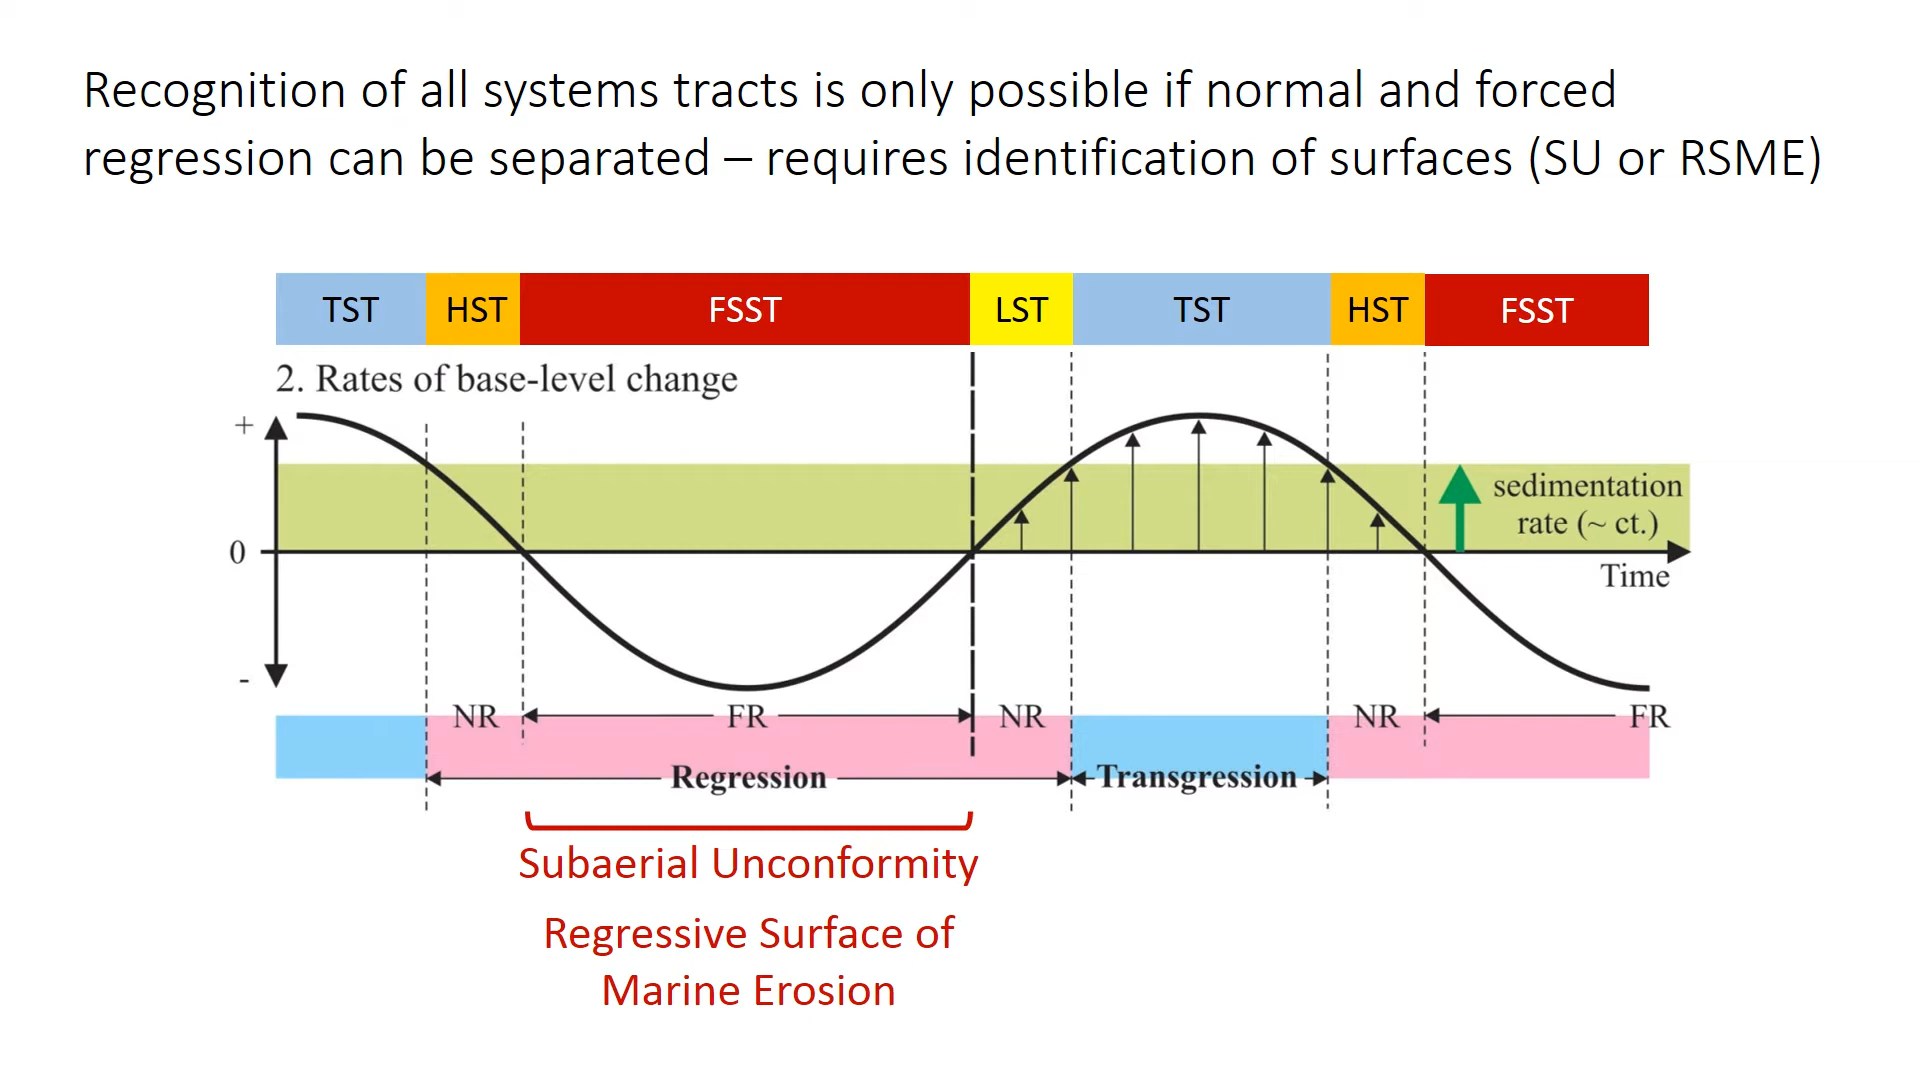 Recognition of all systems tracts is only possible if normal and forced
regression can be separated – requires identification of surfaces (SU or RSME)
TST HST FSST LST TST HST FSST
2. Rates of base-level change
+
sedimentation
rate (~ ct.)
0
Time
-
NR FR NR NR FR
Regression Transgression
Subaerial Unconformity
Regressive Surface of
Marine Erosion